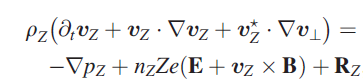 ρ_Z(∂_t v_Z + v_Z · ∇v_Z + v_Z^⋆ · ∇v_⊥) =
−∇p_Z + n_Z Ze(E + v_Z × B) + R_Z